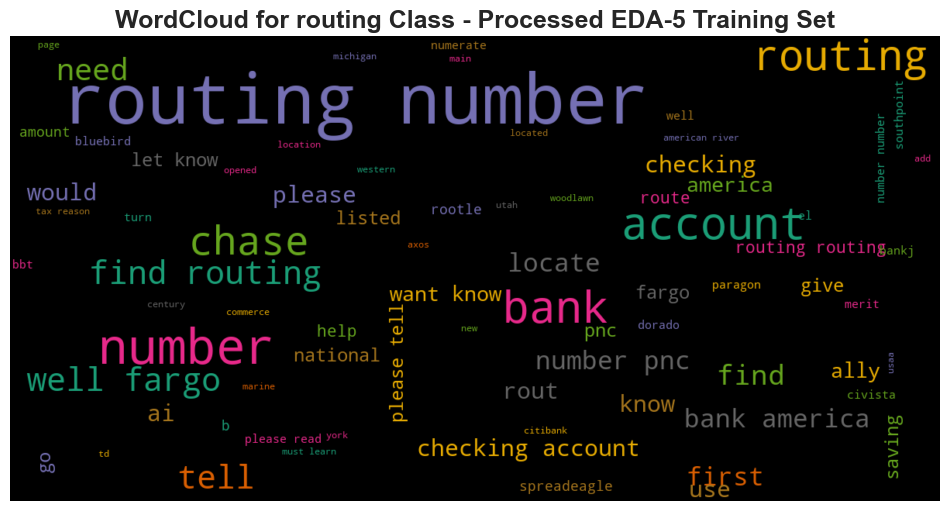 WordCloud for routing Class - Processed EDA-5 Training Set
page
numerate
routing
michigan
main
need
routing number
southpoint
amount
bluebird
well
located
american river
number number
location
let know
opened
western
checking
add
would
please
america
tax reason
turn
listed
rootle
utah
woodlawn
route
account
el
chase
axos
routing routing
bankj
bbt
find routing
locate
want know
fargo
paragon
give
century
commerce
bank
merit
number
help
national
please tell
new
pnc
dorado
number pnc
usaa
well fargo
marine
rout
find
ally
civista
ai
know
bank america
b
please read
york
citibank
must learn
checking account
saving
go
td
tell
spreadeagle
first
use